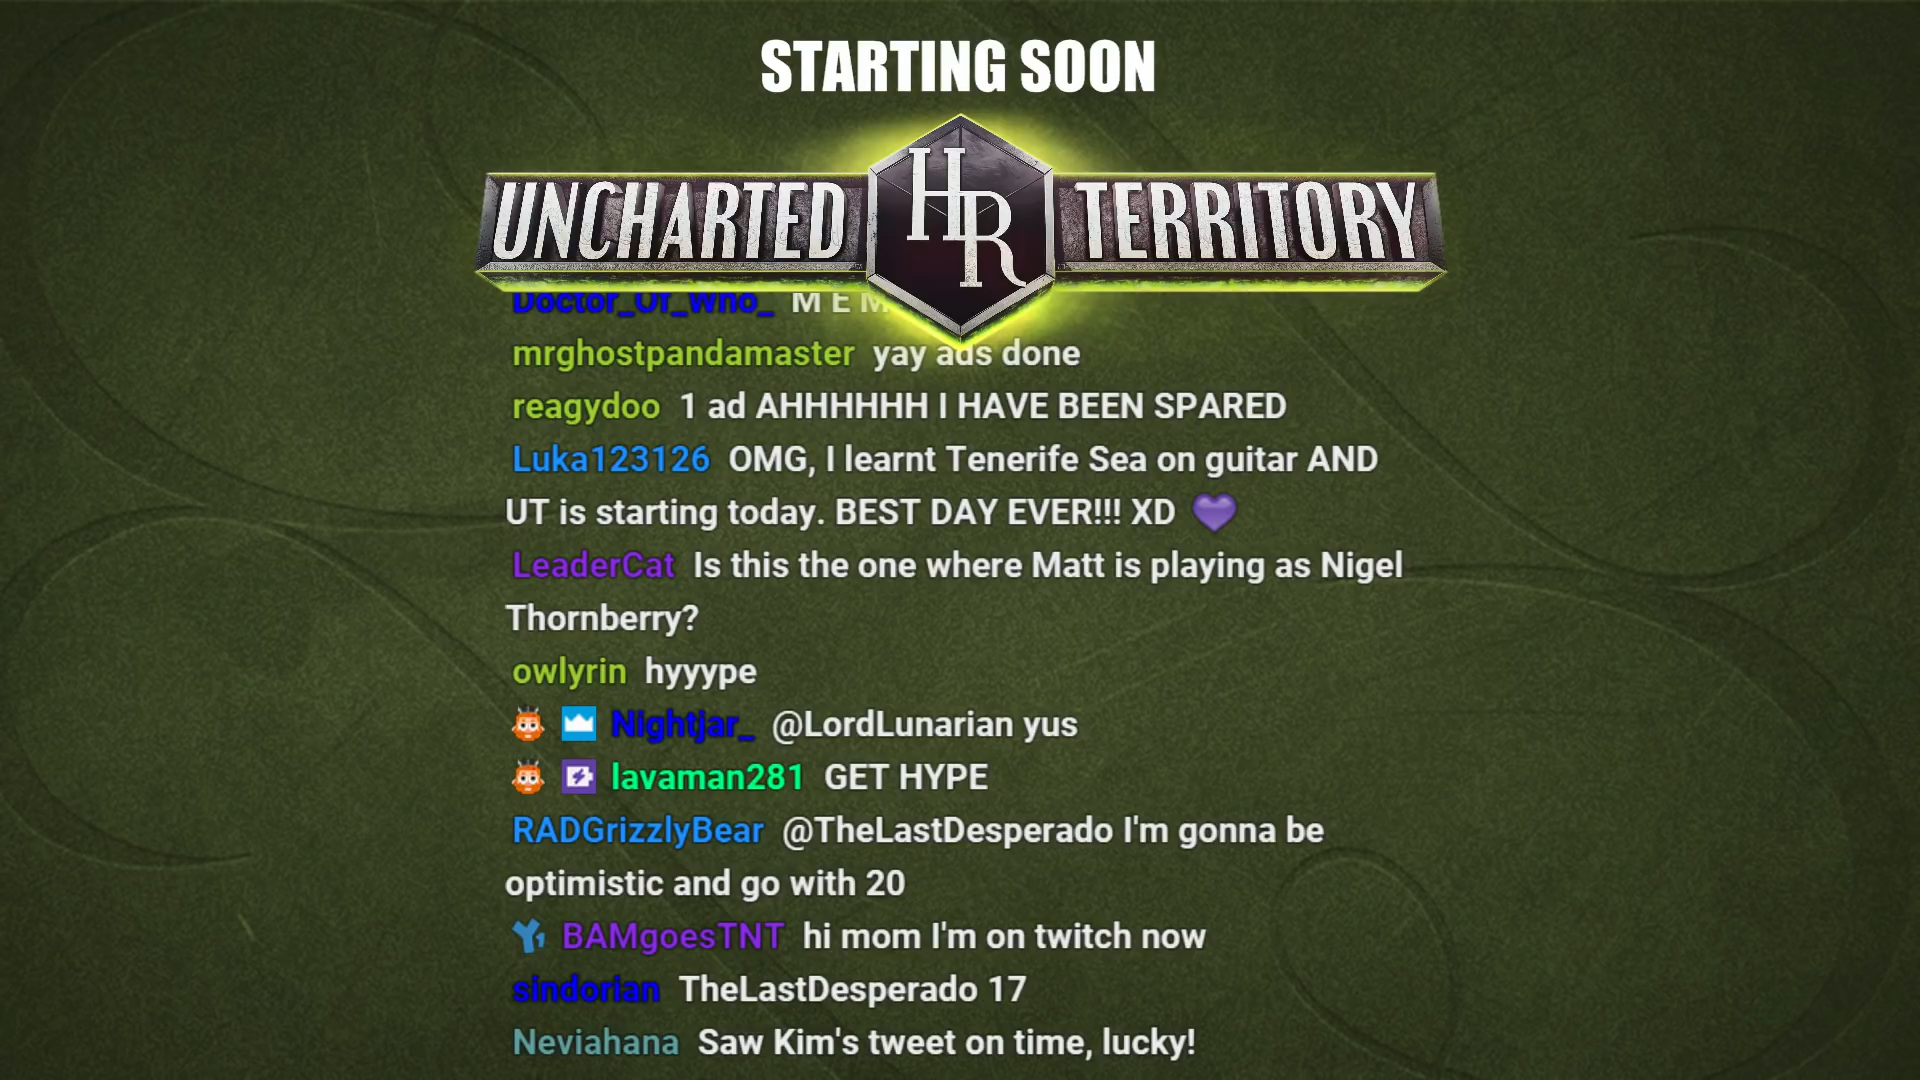 STARTING SOON
UNCHARTED HR TERRITORY
Doctor_Of_Who_ M E M
mrghostpandamaster yay ads done
reagydoo 1 ad AHHHHHH I HAVE BEEN SPARED
Luka123126 OMG, I learnt Tenerife Sea on guitar AND
UT is starting today. BEST DAY EVER!!! XD 💜
LeaderCat Is this the one where Matt is playing as Nigel
Thornberry?
owlyrin hyyype
Nightjar_ @LordLunarian yus
lavaman281 GET HYPE
RADGrizzlyBear @TheLastDesperado I'm gonna be
optimistic and go with 20
BAMgoesTNT hi mom I'm on twitch now
sindorian TheLastDesperado 17
Neviahana Saw Kim's tweet on time, lucky!